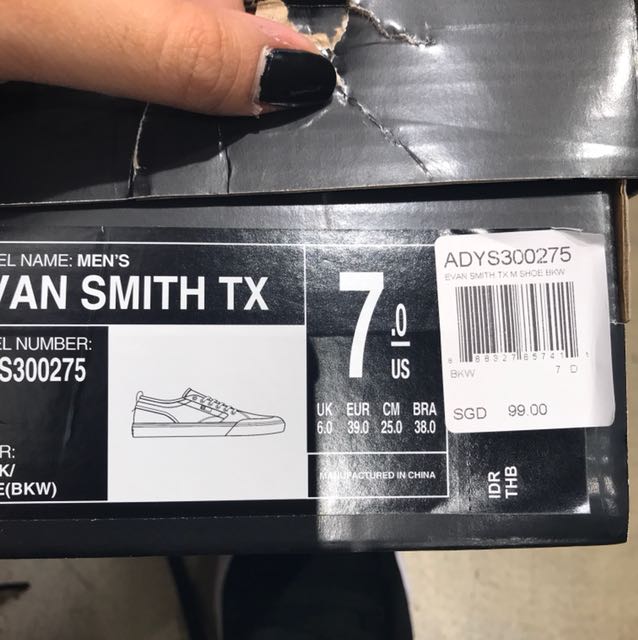 EL NAME: MEN'S
VAN SMITH TX
EL NUMBER:
S300275
R:
K/
E(BKW)
7.0
US
UK EUR CM BRA
6.0 39.0 25.0 38.0
MANUFACTURED IN CHINA
ADYS300275
EVAN SMITH TX M SHOE BKW
8 88327 65741 1
BKW 7 D
SGD 99.00
IDR
THB